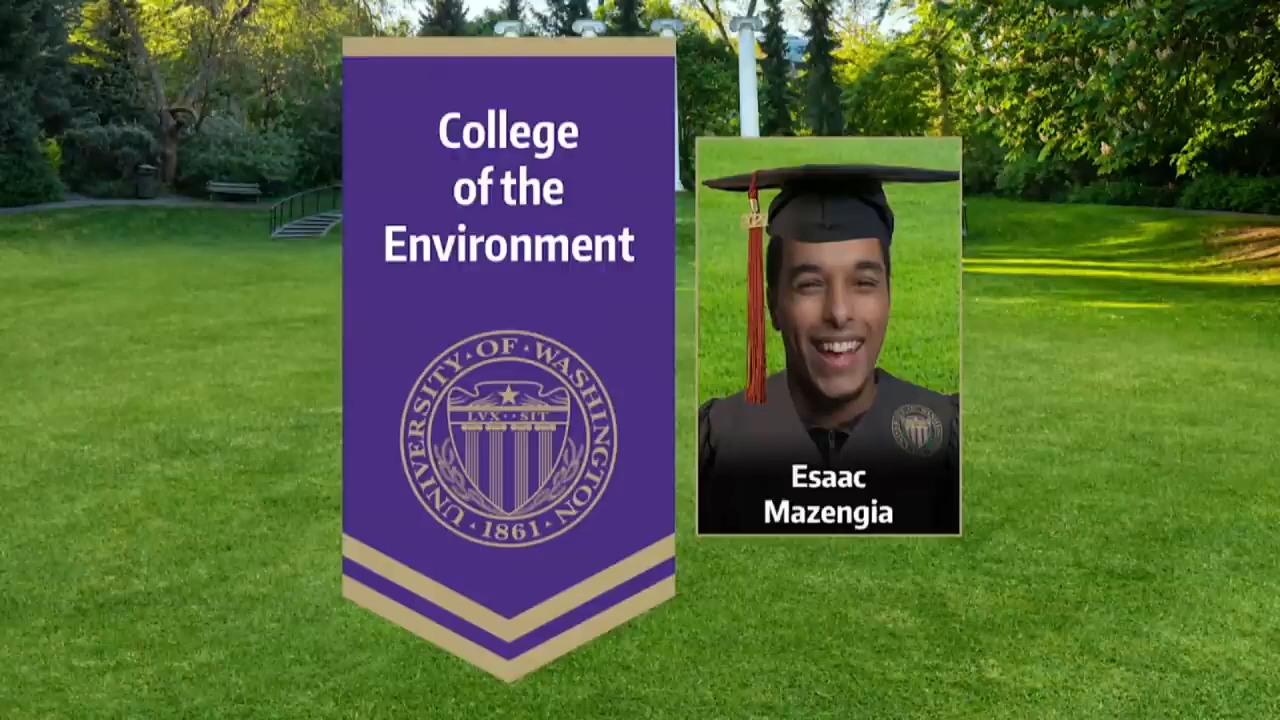 College
of the
Environment
UNIVERSITY · OF · WASHINGTON
LVX · · SIT
· 1861 ·
Esaac
Mazengia